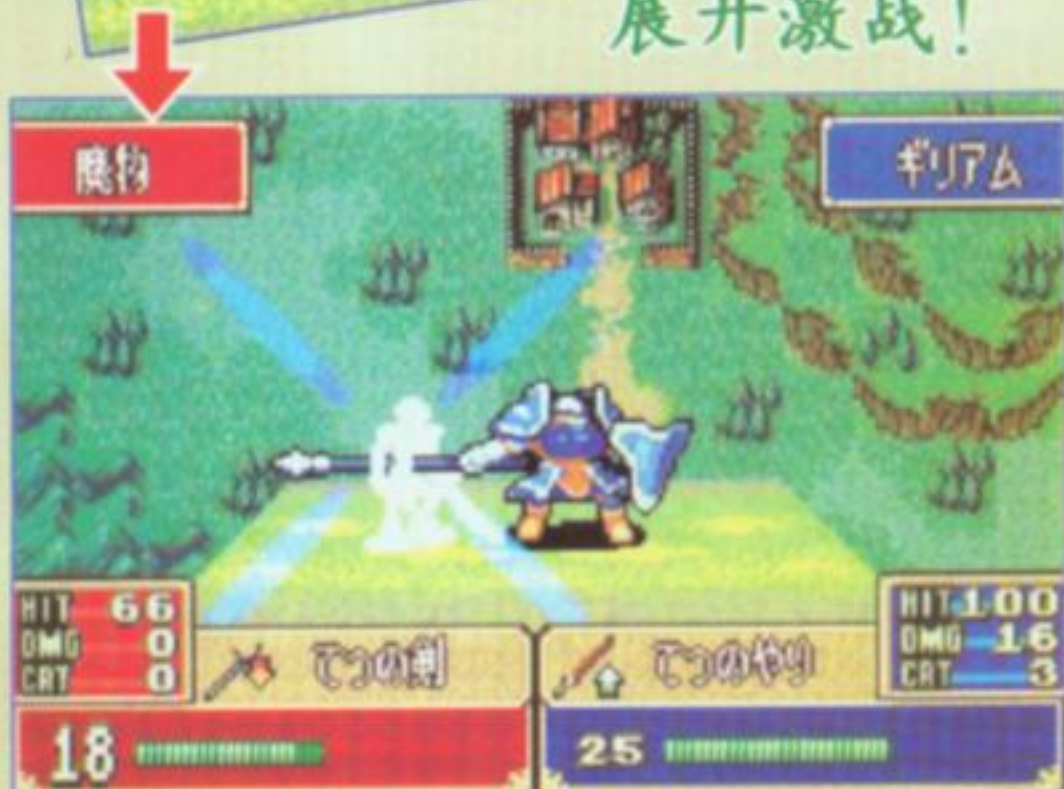 展开激战！
魔物
ギリアム
HIT 66
DMG 0
CRT 0
てつの剣
てつのやり
HIT 100
DMG 16
CRT 3
18
25